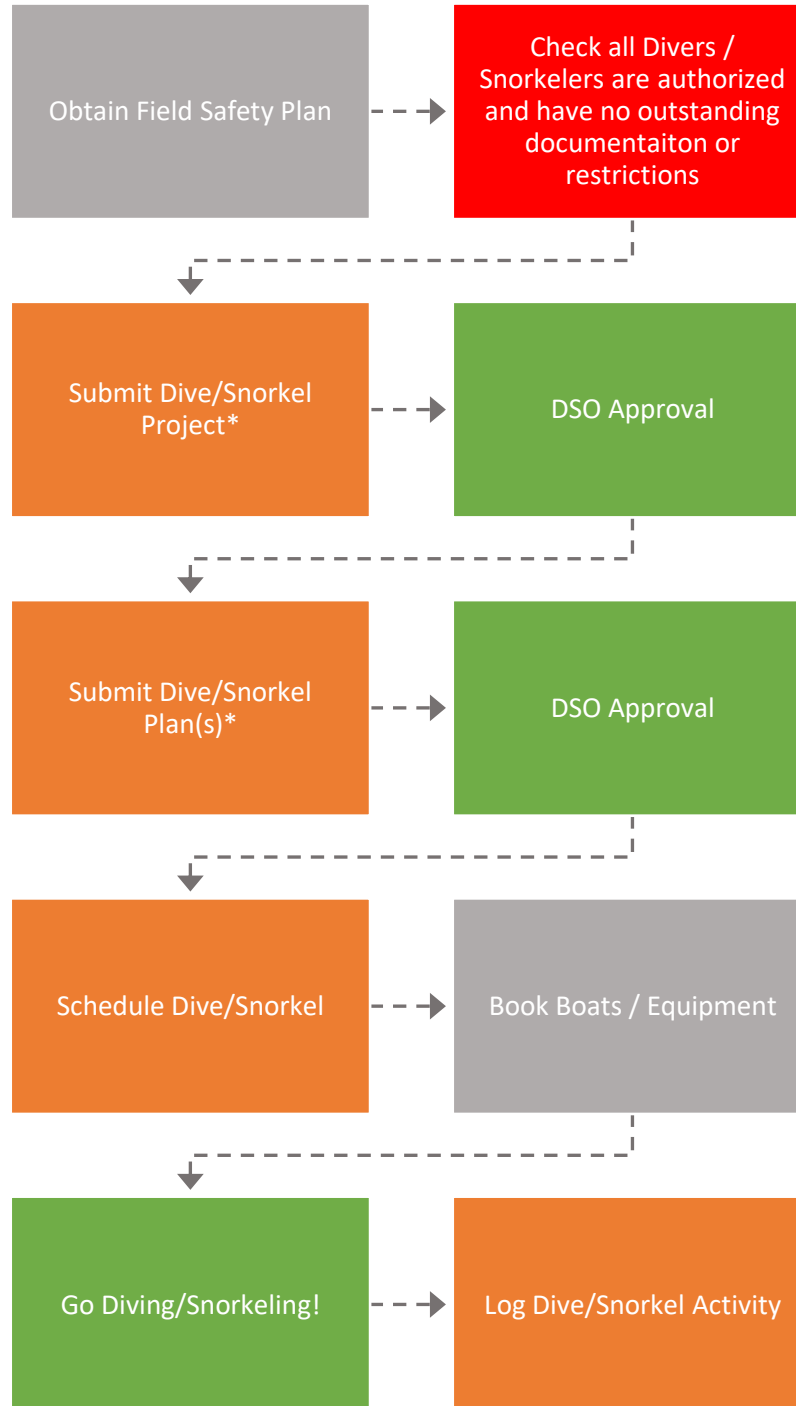 Obtain Field Safety Plan
Check all Divers /
Snorkelers are authorized
and have no outstanding
documentaiton or
restrictions
Submit Dive/Snorkel
Project*
DSO Approval
Submit Dive/Snorkel
Plan(s)*
DSO Approval
Schedule Dive/Snorkel
Book Boats / Equipment
Go Diving/Snorkeling!
Log Dive/Snorkel Activity